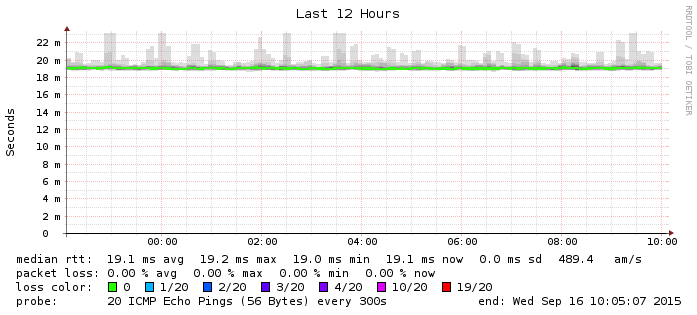 Last 12 Hours
RRDTOOL / TOBI OETIKER
Seconds
22 m
20 m
18 m
16 m
14 m
12 m
10 m
8 m
6 m
4 m
2 m
0
00:00 02:00 04:00 06:00 08:00 10:00
median rtt: 19.1 ms avg 19.2 ms max 19.0 ms min 19.1 ms now 0.0 ms sd 489.4 am/s
packet loss: 0.00 % avg 0.00 % max 0.00 % min 0.00 % now
loss color: 0 1/20 2/20 3/20 4/20 10/20 19/20
probe: 20 ICMP Echo Pings (56 Bytes) every 300s end: Wed Sep 16 10:05:07 2015